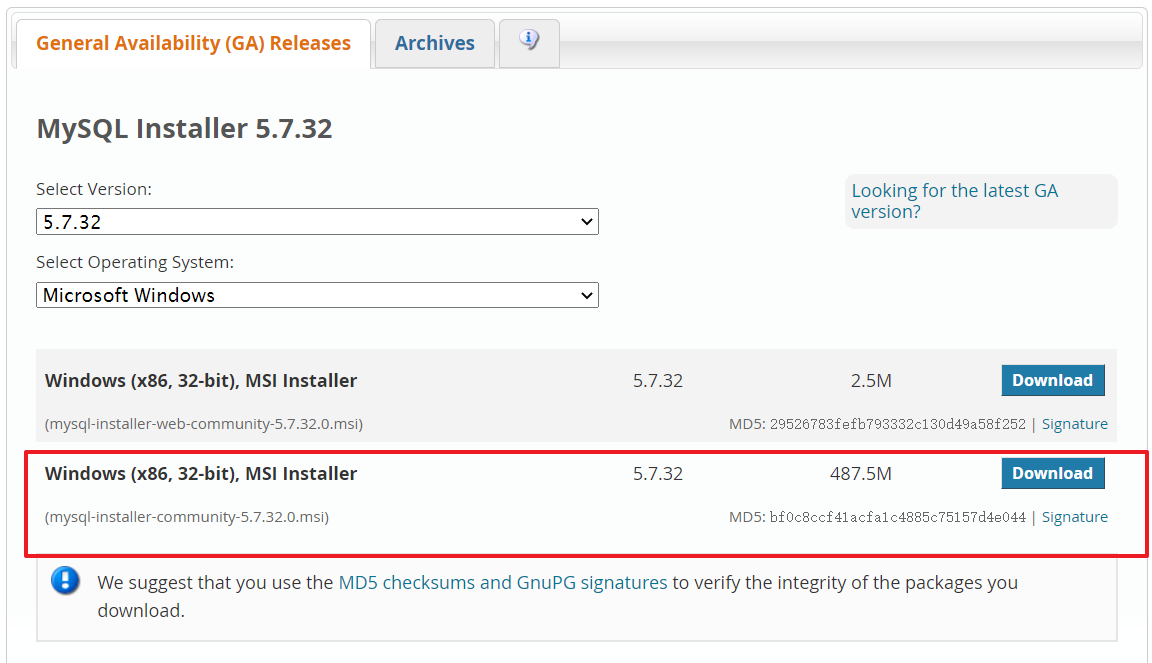 General Availability (GA) Releases
Archives
MySQL Installer 5.7.32
Select Version:
5.7.32
Looking for the latest GA
version?
Select Operating System:
Microsoft Windows
Windows (x86, 32-bit), MSI Installer 5.7.32 2.5M Download
(mysql-installer-web-community-5.7.32.0.msi) MD5: 29526783fefb793332c130d49a58f252 | Signature
Windows (x86, 32-bit), MSI Installer 5.7.32 487.5M Download
(mysql-installer-community-5.7.32.0.msi) MD5: bf0c8ccf41acfa1c4885c75157d4e044 | Signature
We suggest that you use the MD5 checksums and GnuPG signatures to verify the integrity of the packages you
download.